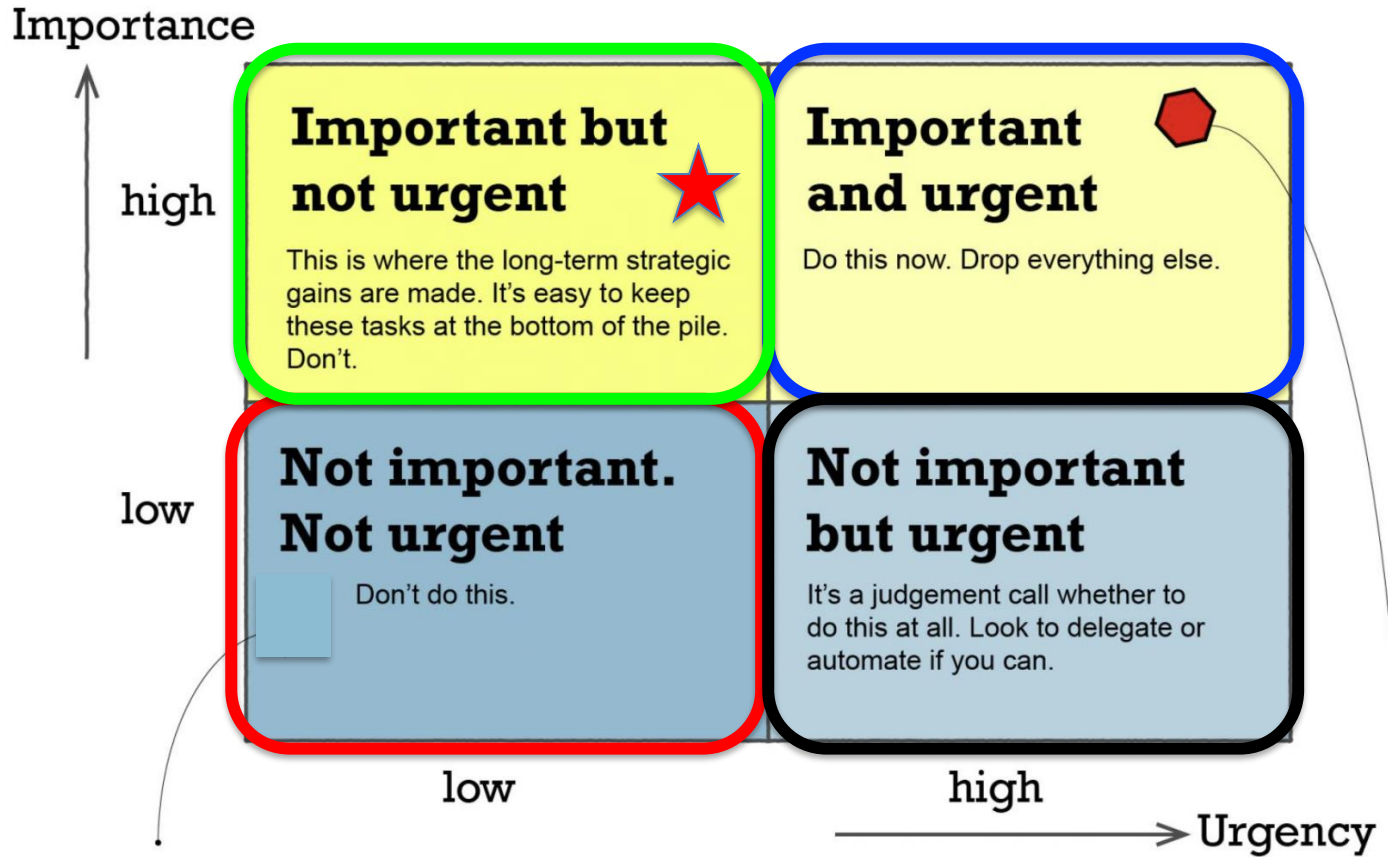 Importance
high
Important but
not urgent
This is where the long-term strategic
gains are made. It's easy to keep
these tasks at the bottom of the pile.
Don't.
Important
and urgent
Do this now. Drop everything else.
low
Not important.
Not urgent
Don't do this.
Not important
but urgent
It's a judgement call whether to
do this at all. Look to delegate or
automate if you can.
low
high
Urgency